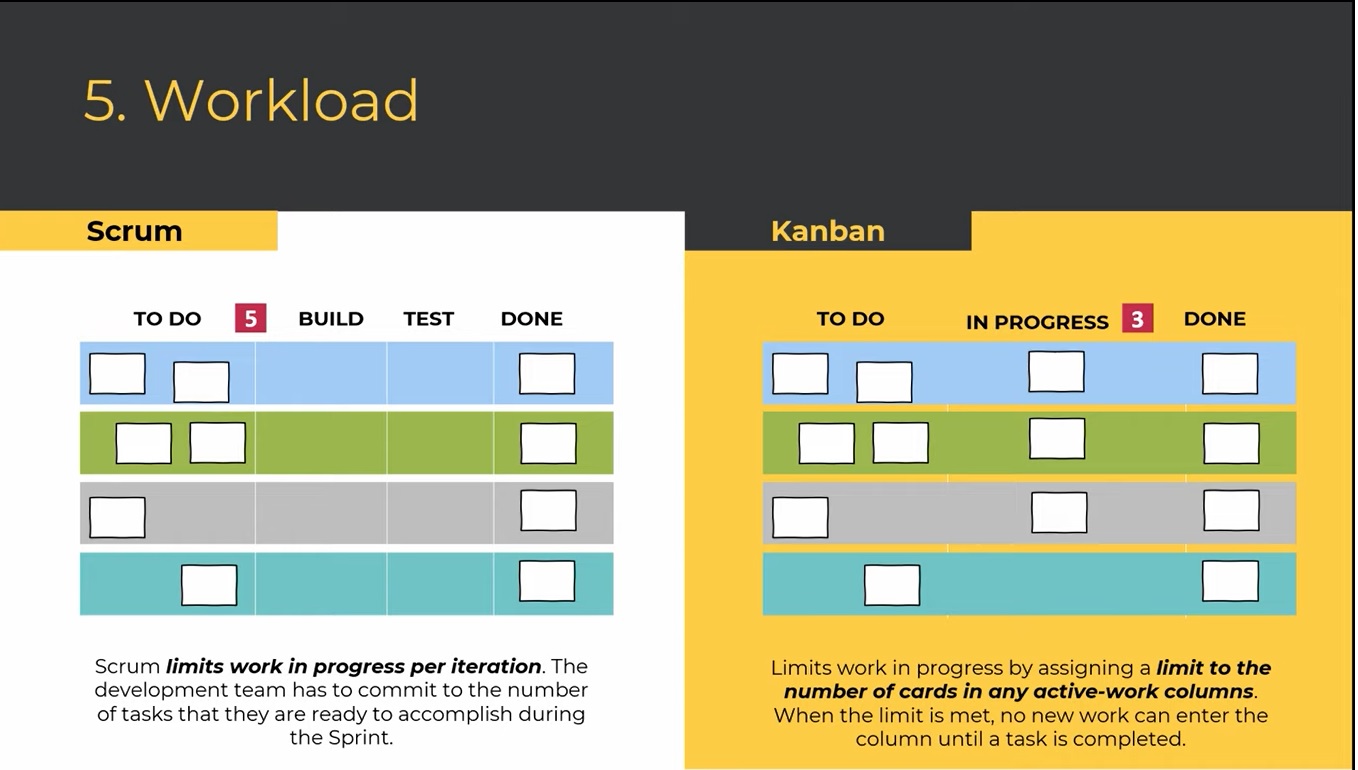 5. Workload
Scrum
TO DO 5 BUILD TEST DONE
Scrum limits work in progress per iteration. The
development team has to commit to the number
of tasks that they are ready to accomplish during
the Sprint.
Kanban
TO DO IN PROGRESS 3 DONE
Limits work in progress by assigning a limit to the
number of cards in any active-work columns.
When the limit is met, no new work can enter the
column until a task is completed.